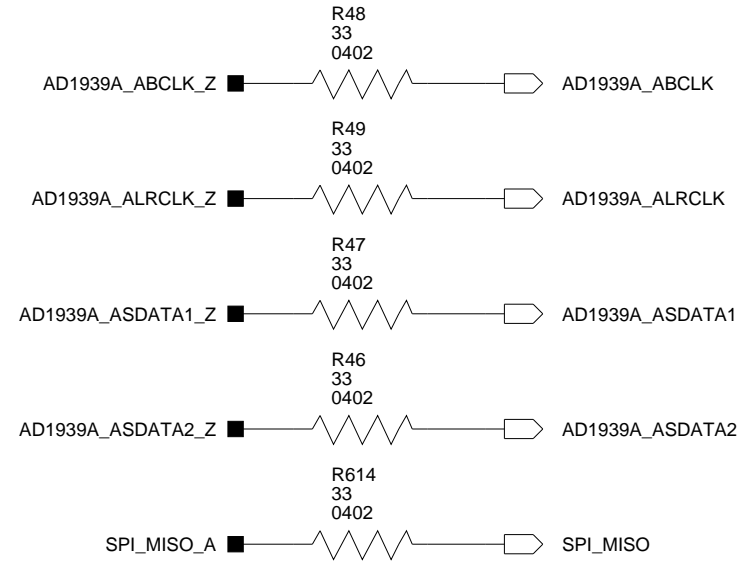 R48
33
0402
AD1939A_ABCLK_Z AD1939A_ABCLK
R49
33
0402
AD1939A_ALRCLK_Z AD1939A_ALRCLK
R47
33
0402
AD1939A_ASDATA1_Z AD1939A_ASDATA1
R46
33
0402
AD1939A_ASDATA2_Z AD1939A_ASDATA2
R614
33
0402
SPI_MISO_A SPI_MISO